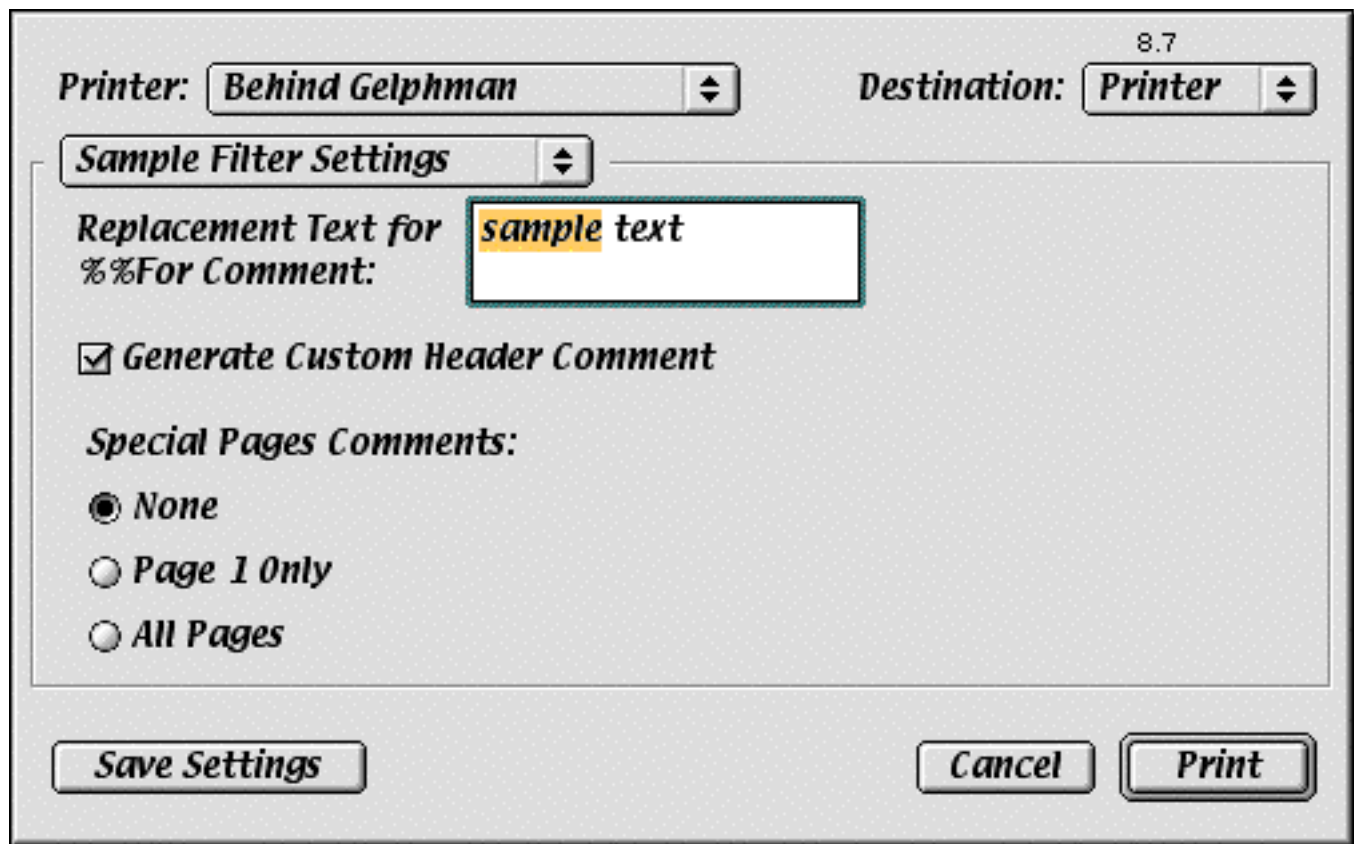 8.7
Printer: Behind Gelphman Destination: Printer
Sample Filter Settings
Replacement Text for sample text
%%For Comment:
Generate Custom Header Comment
Special Pages Comments:
None
Page 1 Only
All Pages
Save Settings Cancel Print